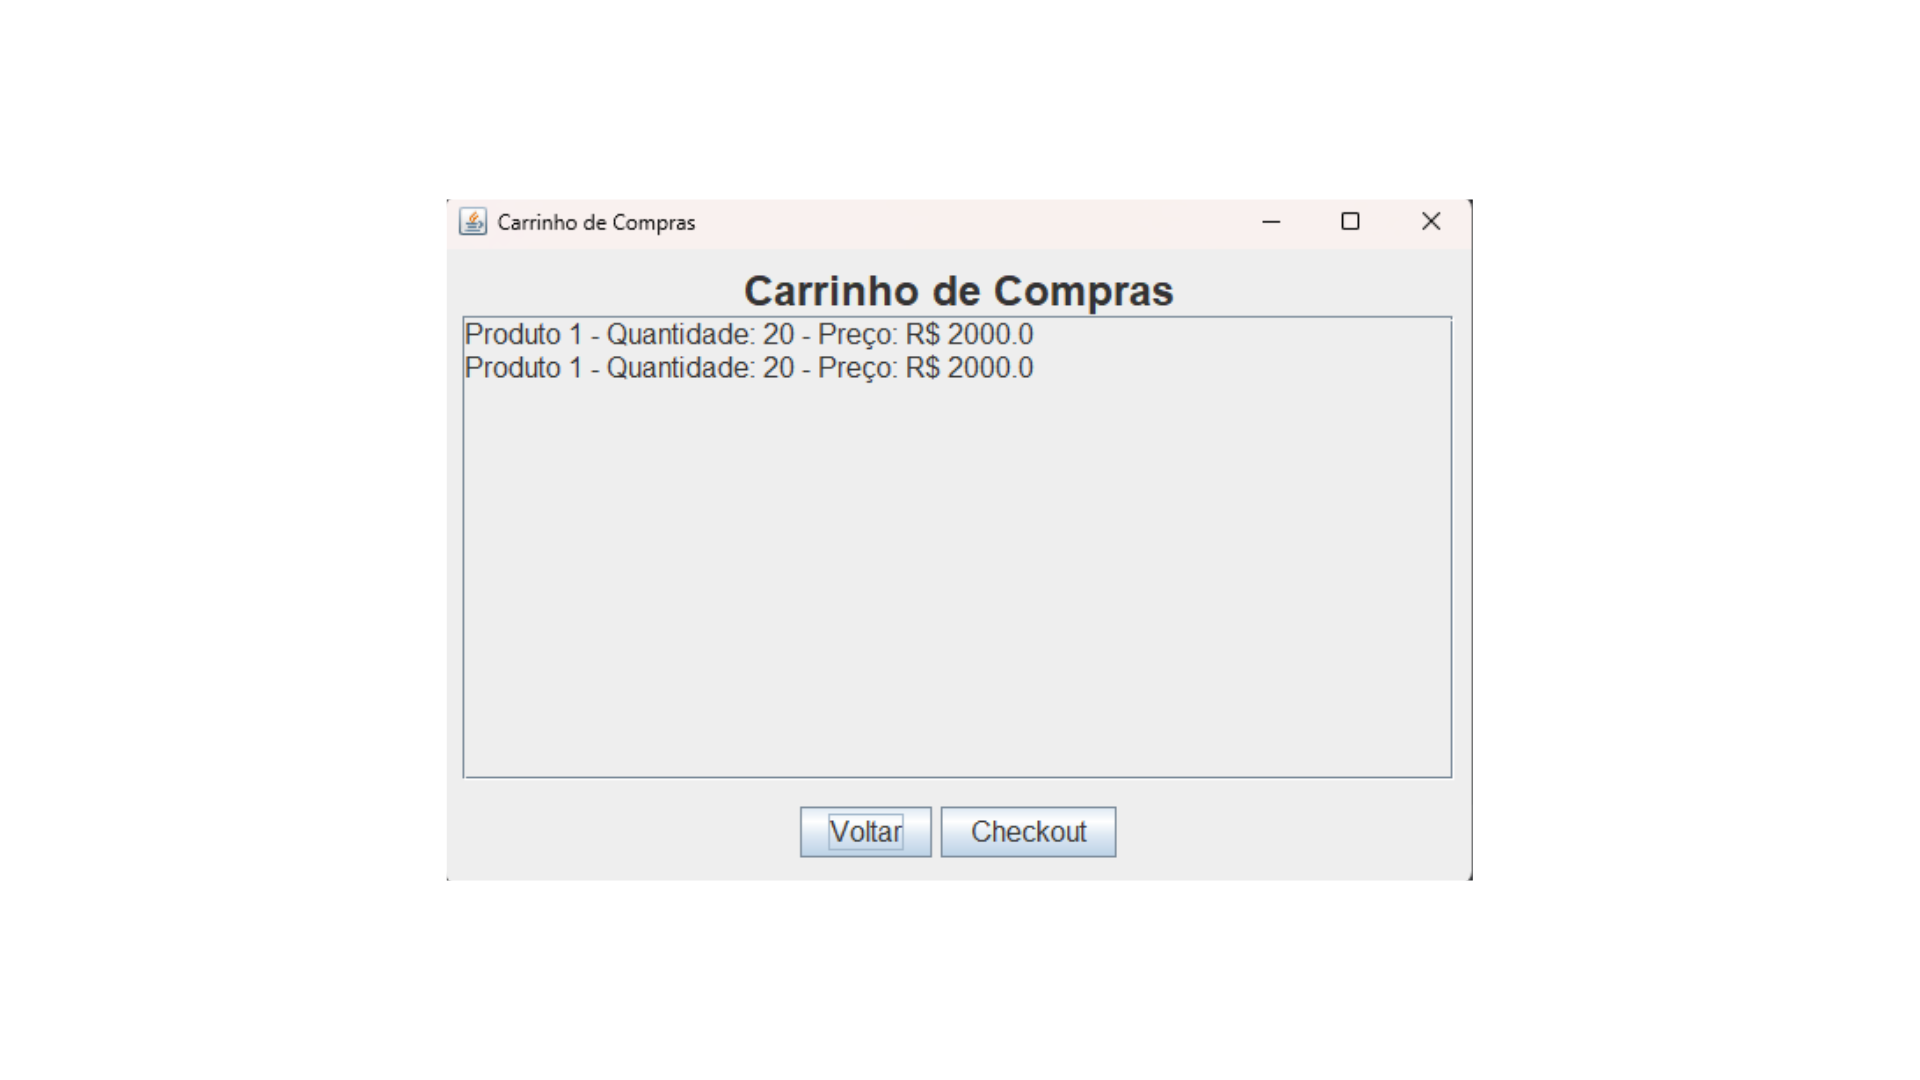 Carrinho de Compras
Carrinho de Compras
Produto 1 - Quantidade: 20 - Preço: R$ 2000.0
Produto 1 - Quantidade: 20 - Preço: R$ 2000.0
Voltar Checkout